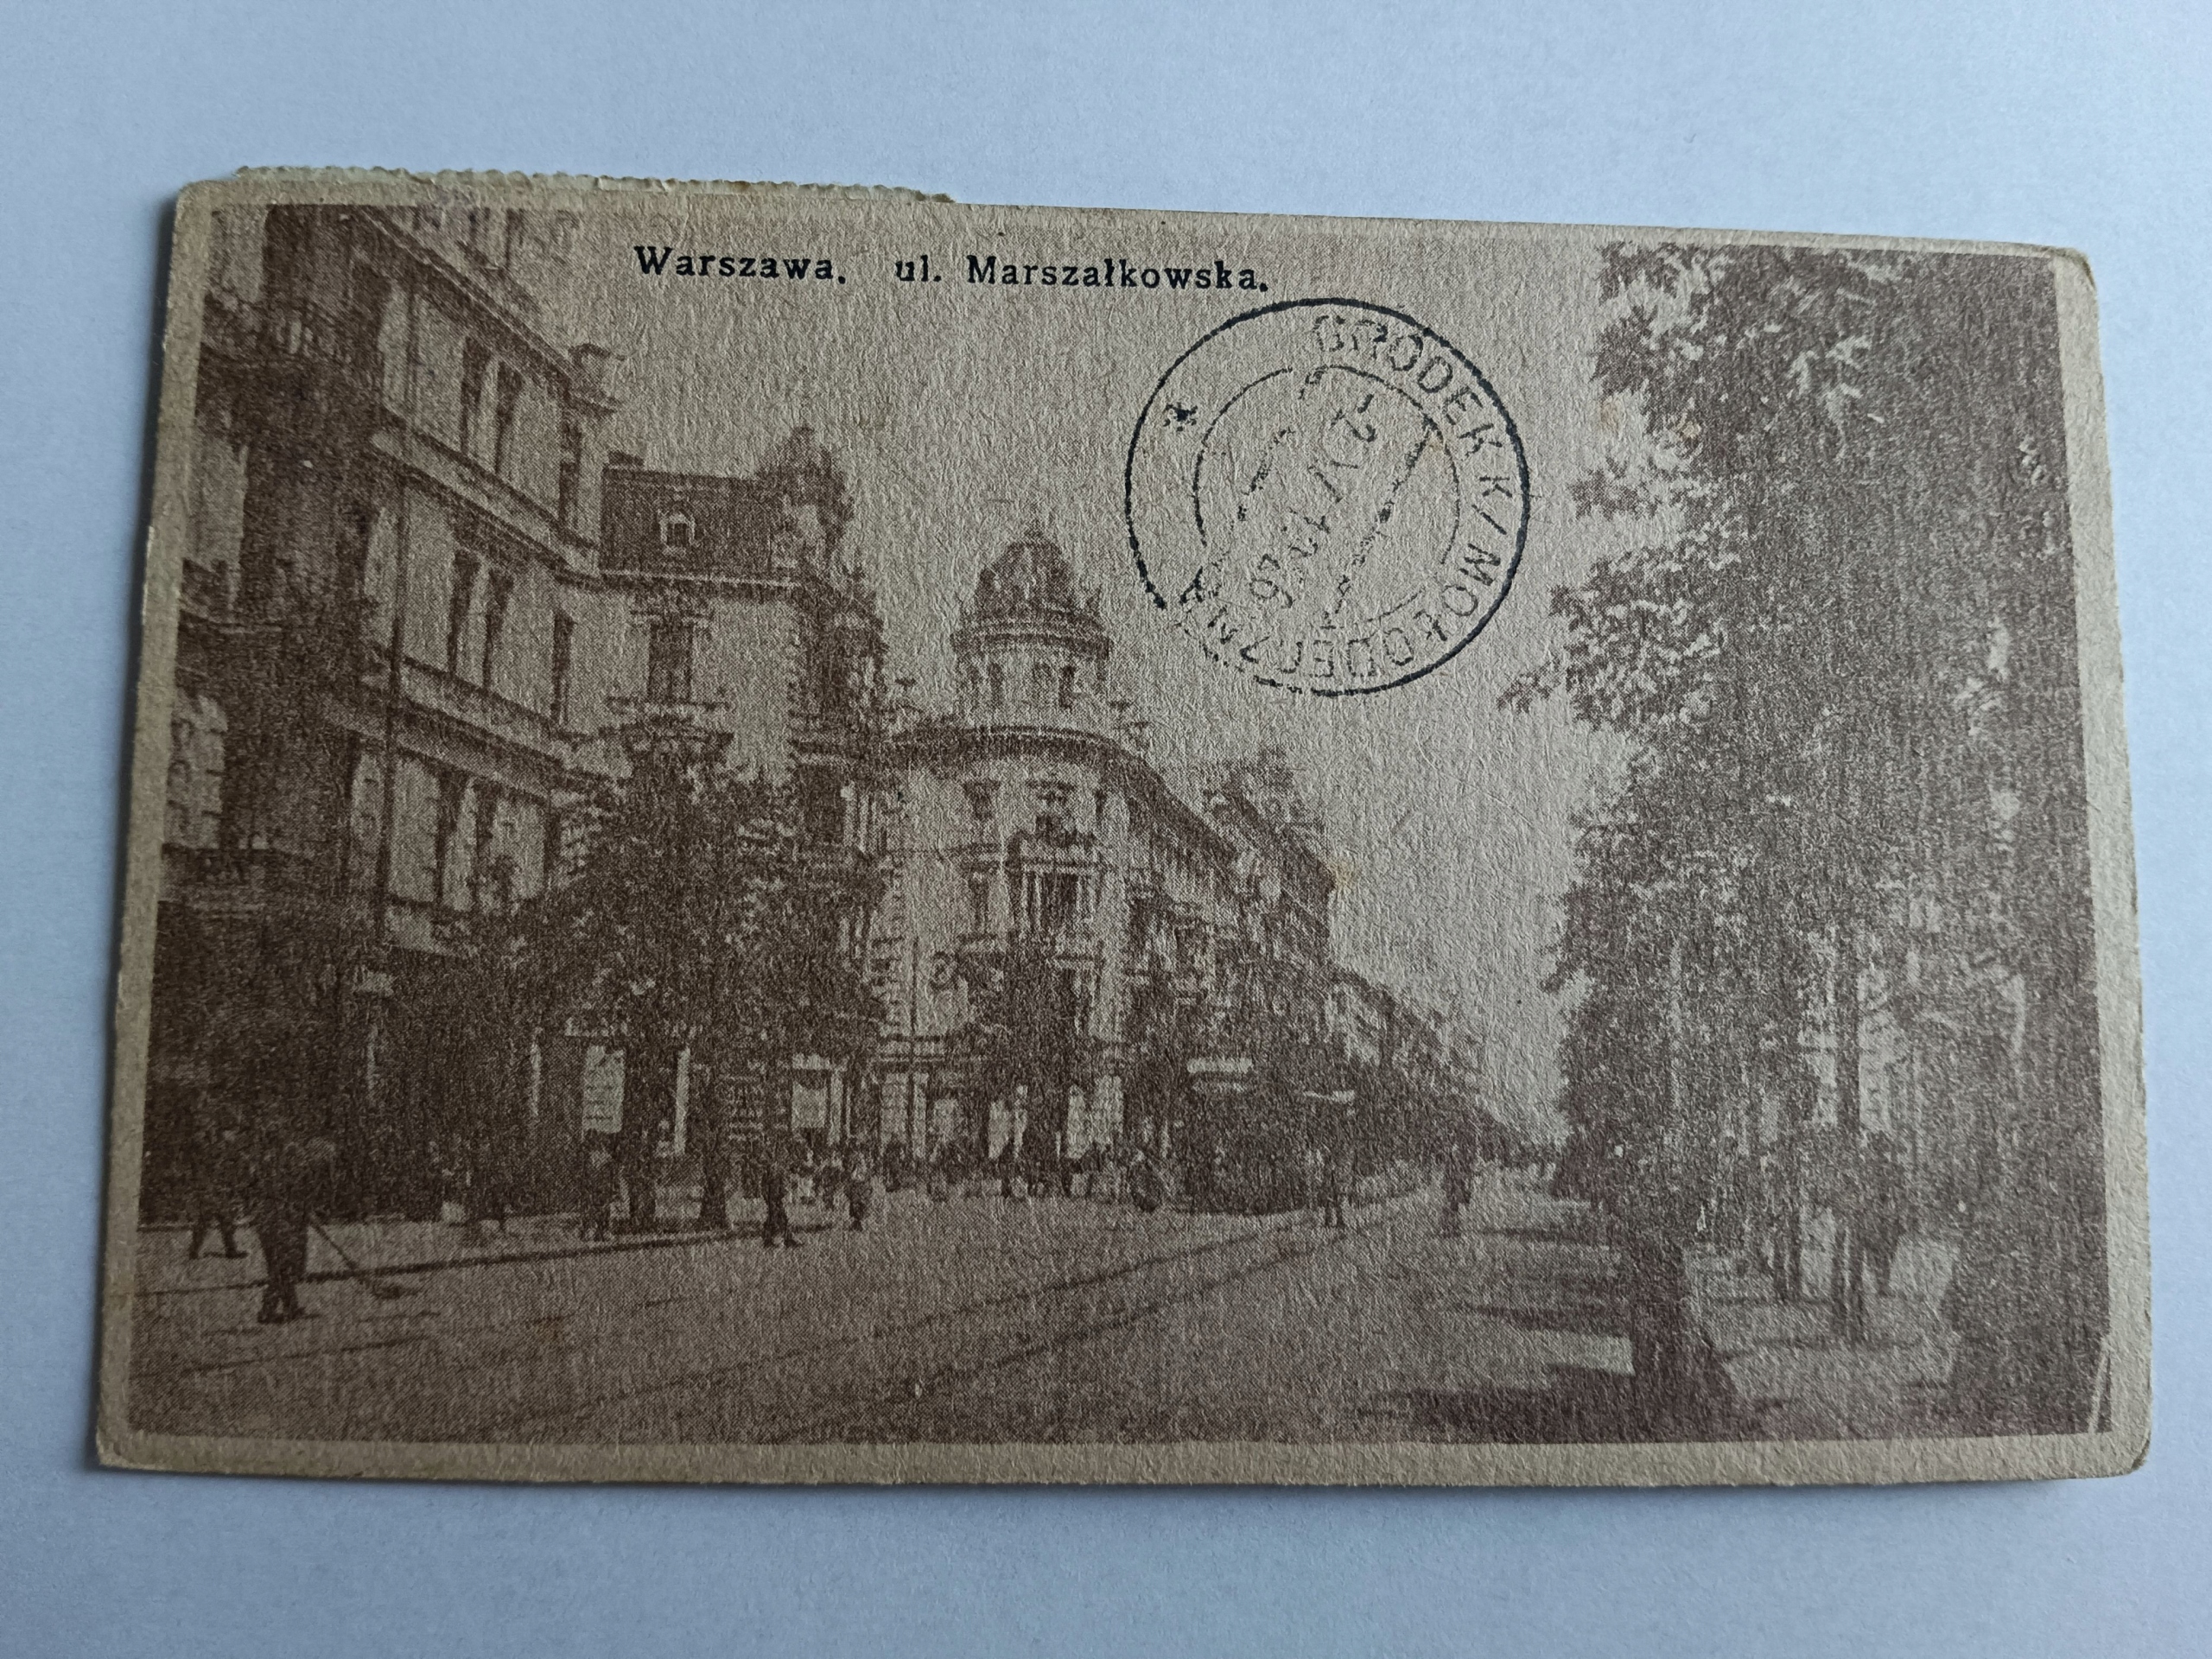 Warszawa. ul. Marszałkowska.
GRÓDEK K/MOŁODECZNA